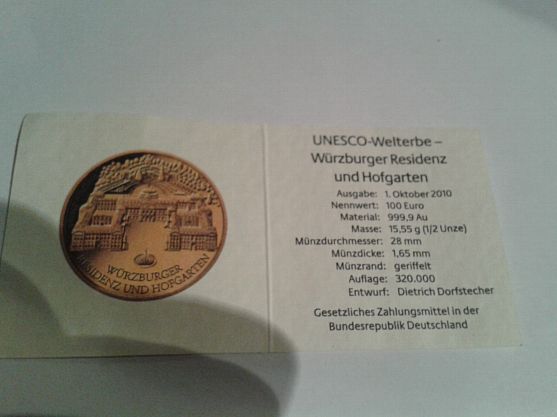 WÜRZBURGER
RESIDENZ UND HOFGARTEN
UNESCO-Welterbe –
Würzburger Residenz
und Hofgarten
Ausgabe: 1. Oktober 2010
Nennwert: 100 Euro
Material: 999,9 Au
Masse: 15,55 g (1/2 Unze)
Münzdurchmesser: 28 mm
Münzdicke: 1,65 mm
Münzrand: geriffelt
Auflage: 320.000
Entwurf: Dietrich Dorfstecher
Gesetzliches Zahlungsmittel in der
Bundesrepublik Deutschland